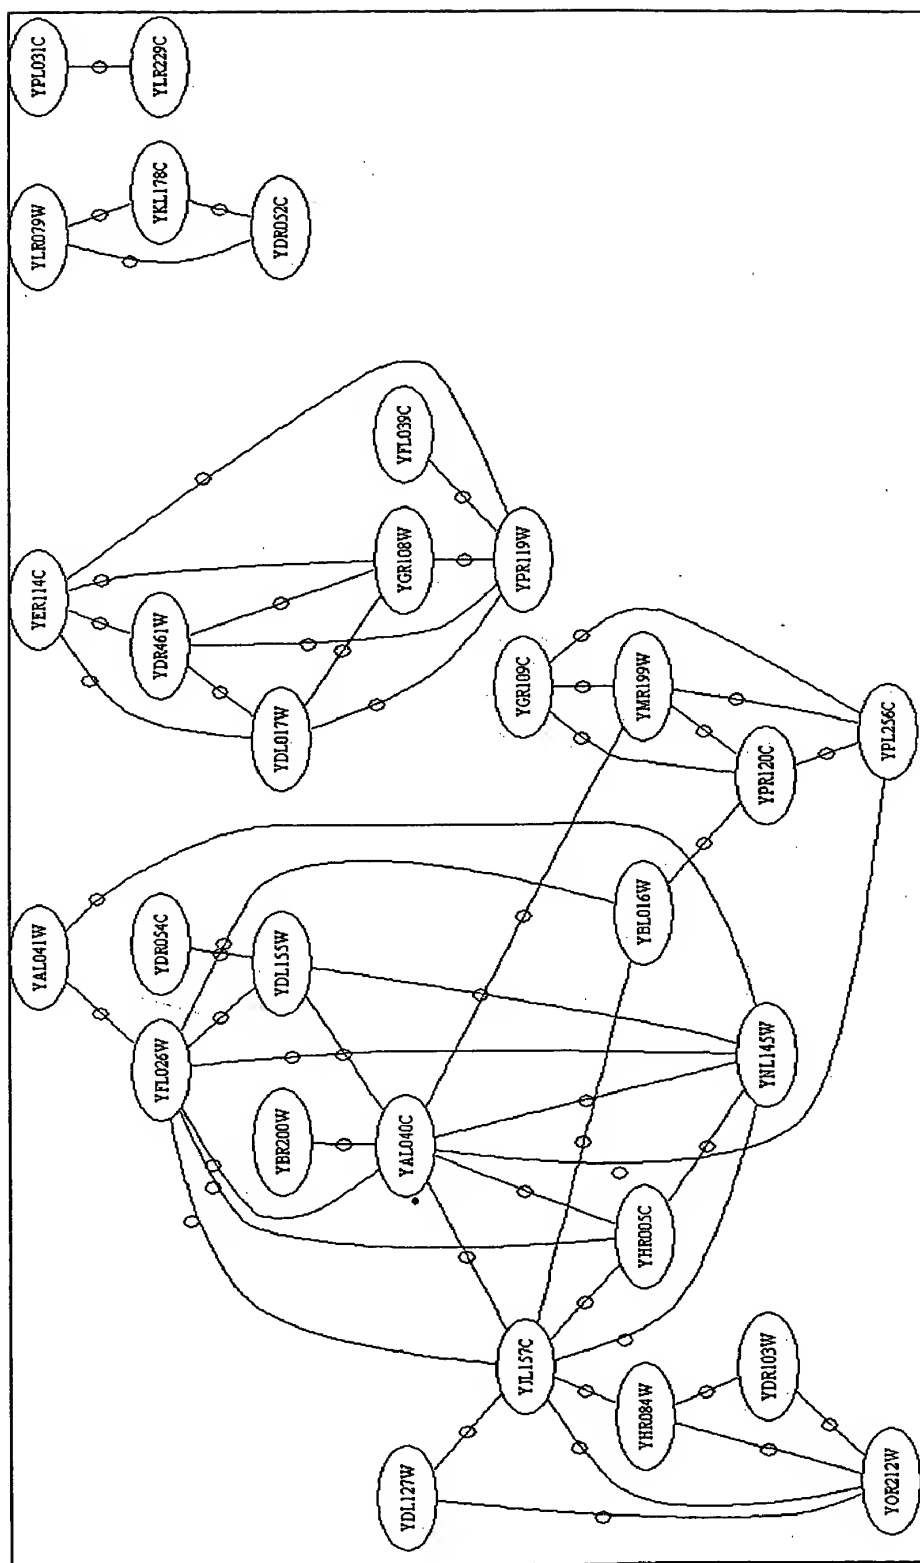 YAL041W
YER114C
YLR079W
YPL031C
YFL026W
YDR054C
YDR461W
YKL178C
YLR229C
YBR200W
YDL155W
YDL017W
YDR052C
YDL127W
YAL040C
YGR108W
YFL039C
YJL157C
YGR109C
YPR119W
YHR084W
YHR005C
YBL016W
YMR199W
YDR103W
YNL145W
YPR120C
YOR212W
YPL256C